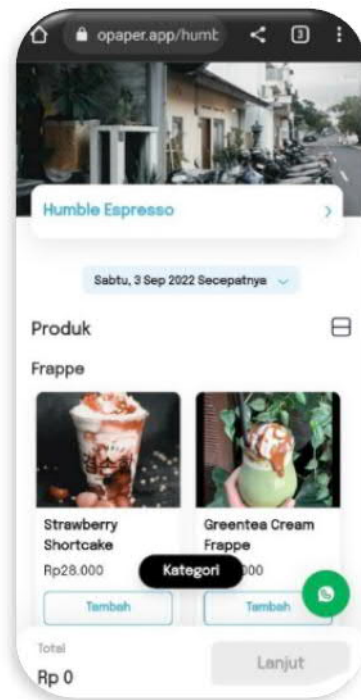 opaper.app/humb
3
Humble Espresso
Sabtu, 3 Sep 2022 Secepatnya
Produk
Frappe
Strawberry
Shortcake
Rp28.000
Greentea Cream
Frappe
000
Kategori
Tambah
Tambah
Total
Rp 0
Lanjut